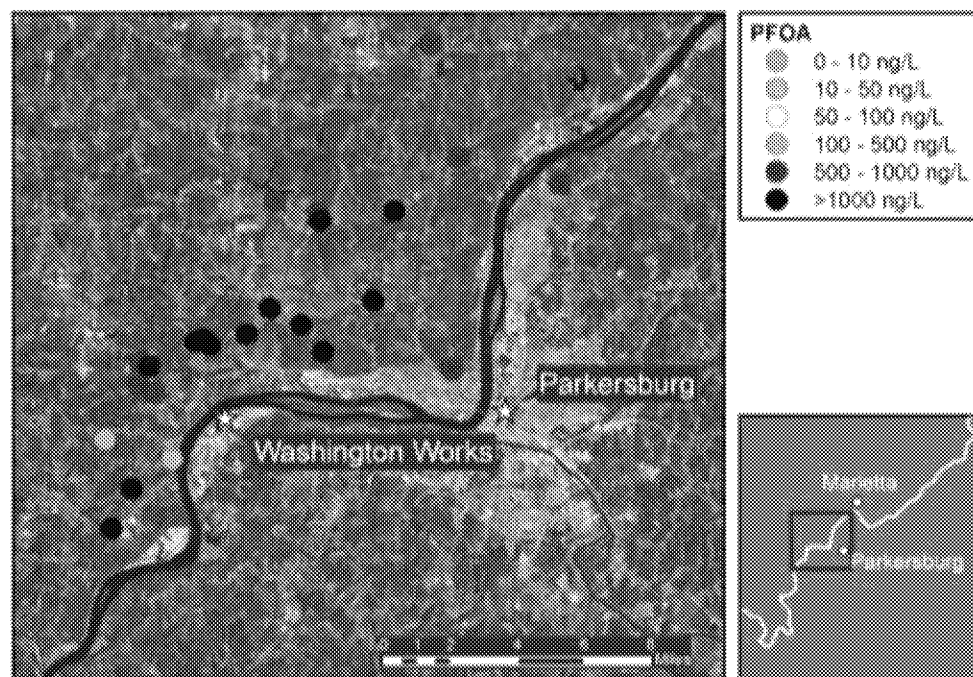 PFOA
0 - 10 ng/L
10 - 50 ng/L
50 - 100 ng/L
100 - 500 ng/L
500 - 1000 ng/L
>1000 ng/L
Parkersburg
Washington Works
Marietta
Parkersburg